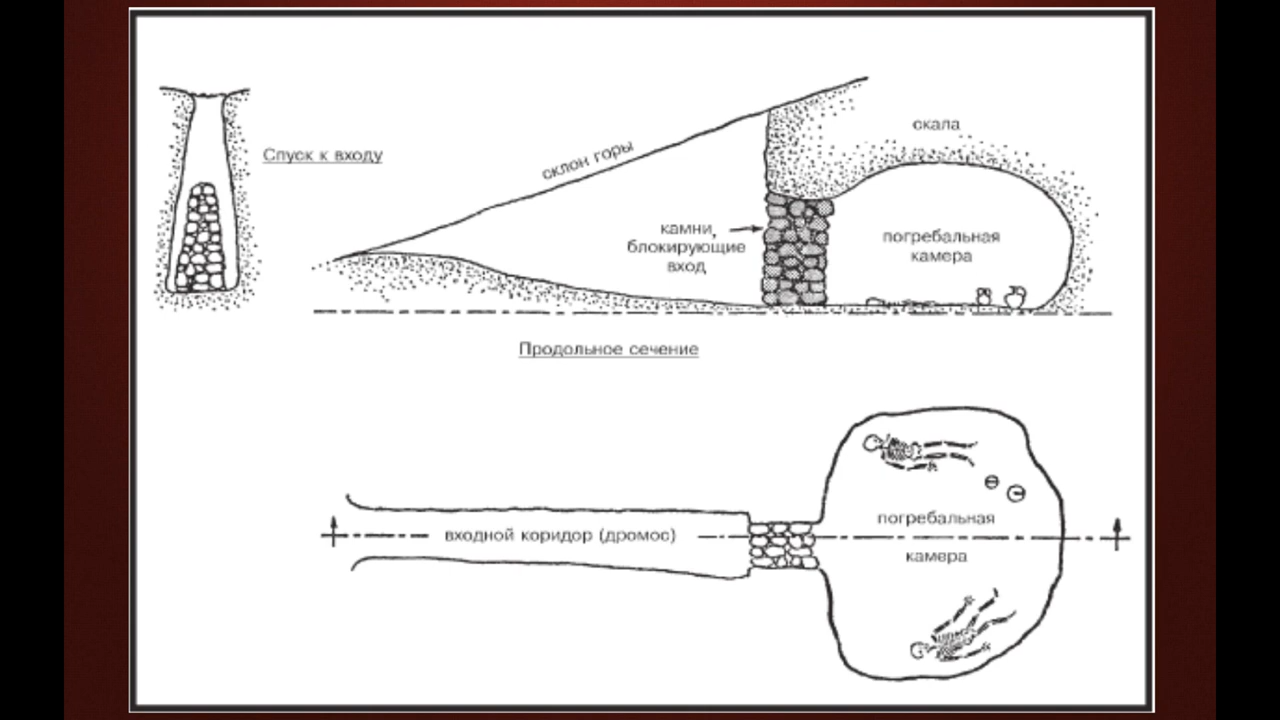 Спуск к входу
склон горы
скала
камни,
блокирующие
вход
погребальная
камера
Продольное сечение
входной коридор (дромос)
погребальная
камера